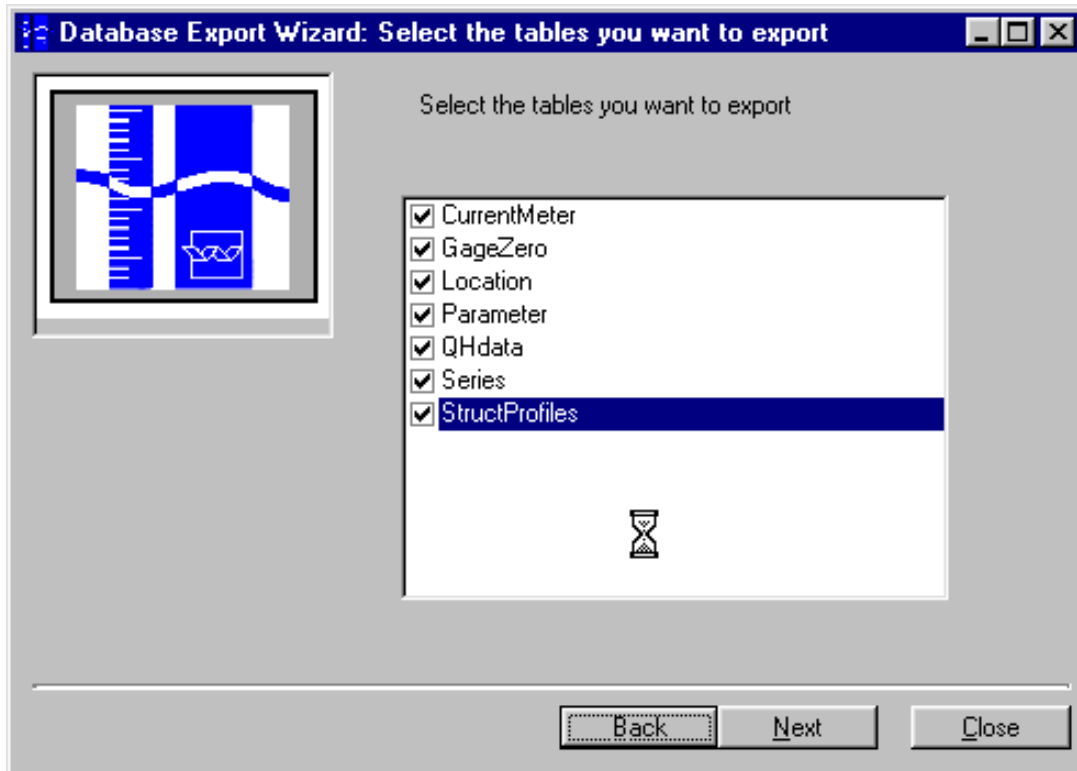 Database Export Wizard: Select the tables you want to export
Select the tables you want to export
CurrentMeter
GageZero
Location
Parameter
QHdata
Series
StructProfiles
Back Next Close